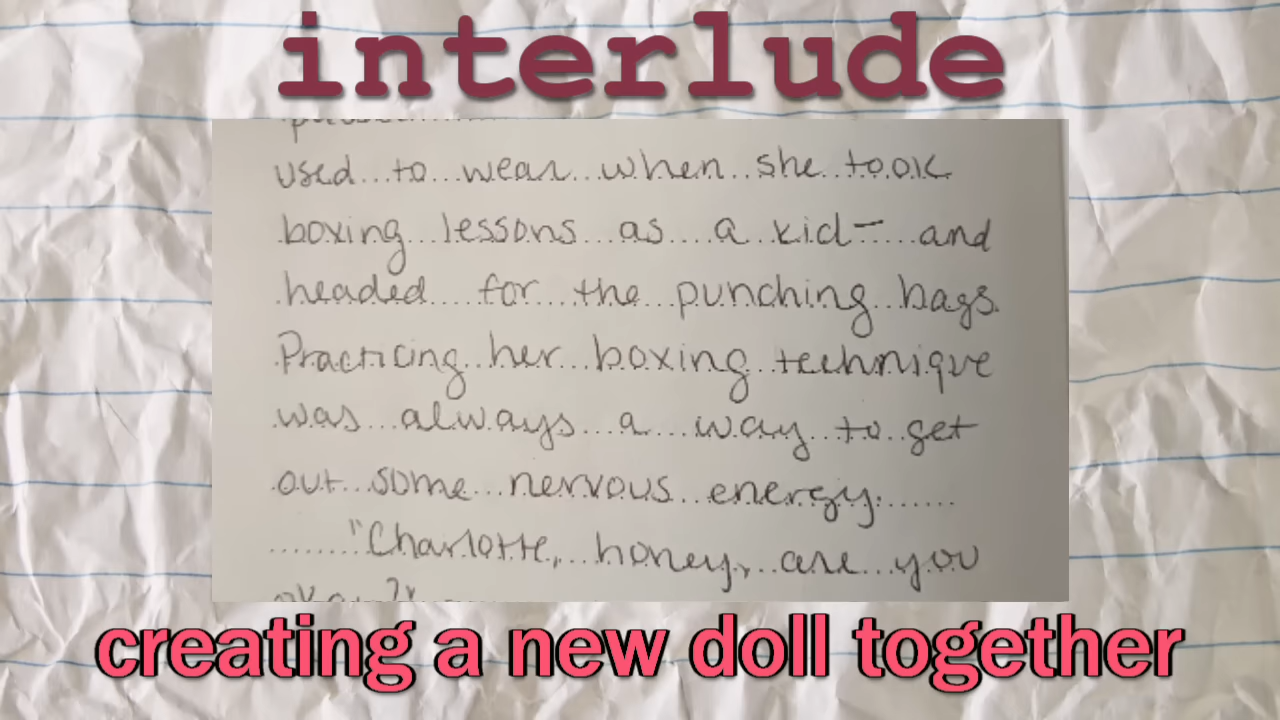 interlude
used to wear when she took
boxing lessons as a kid- and
headed for the punching bags.
Practicing her boxing technique
was always a way to get
out some nervous energy.
"Charlotte, honey, are you
okay?"
creating a new doll together